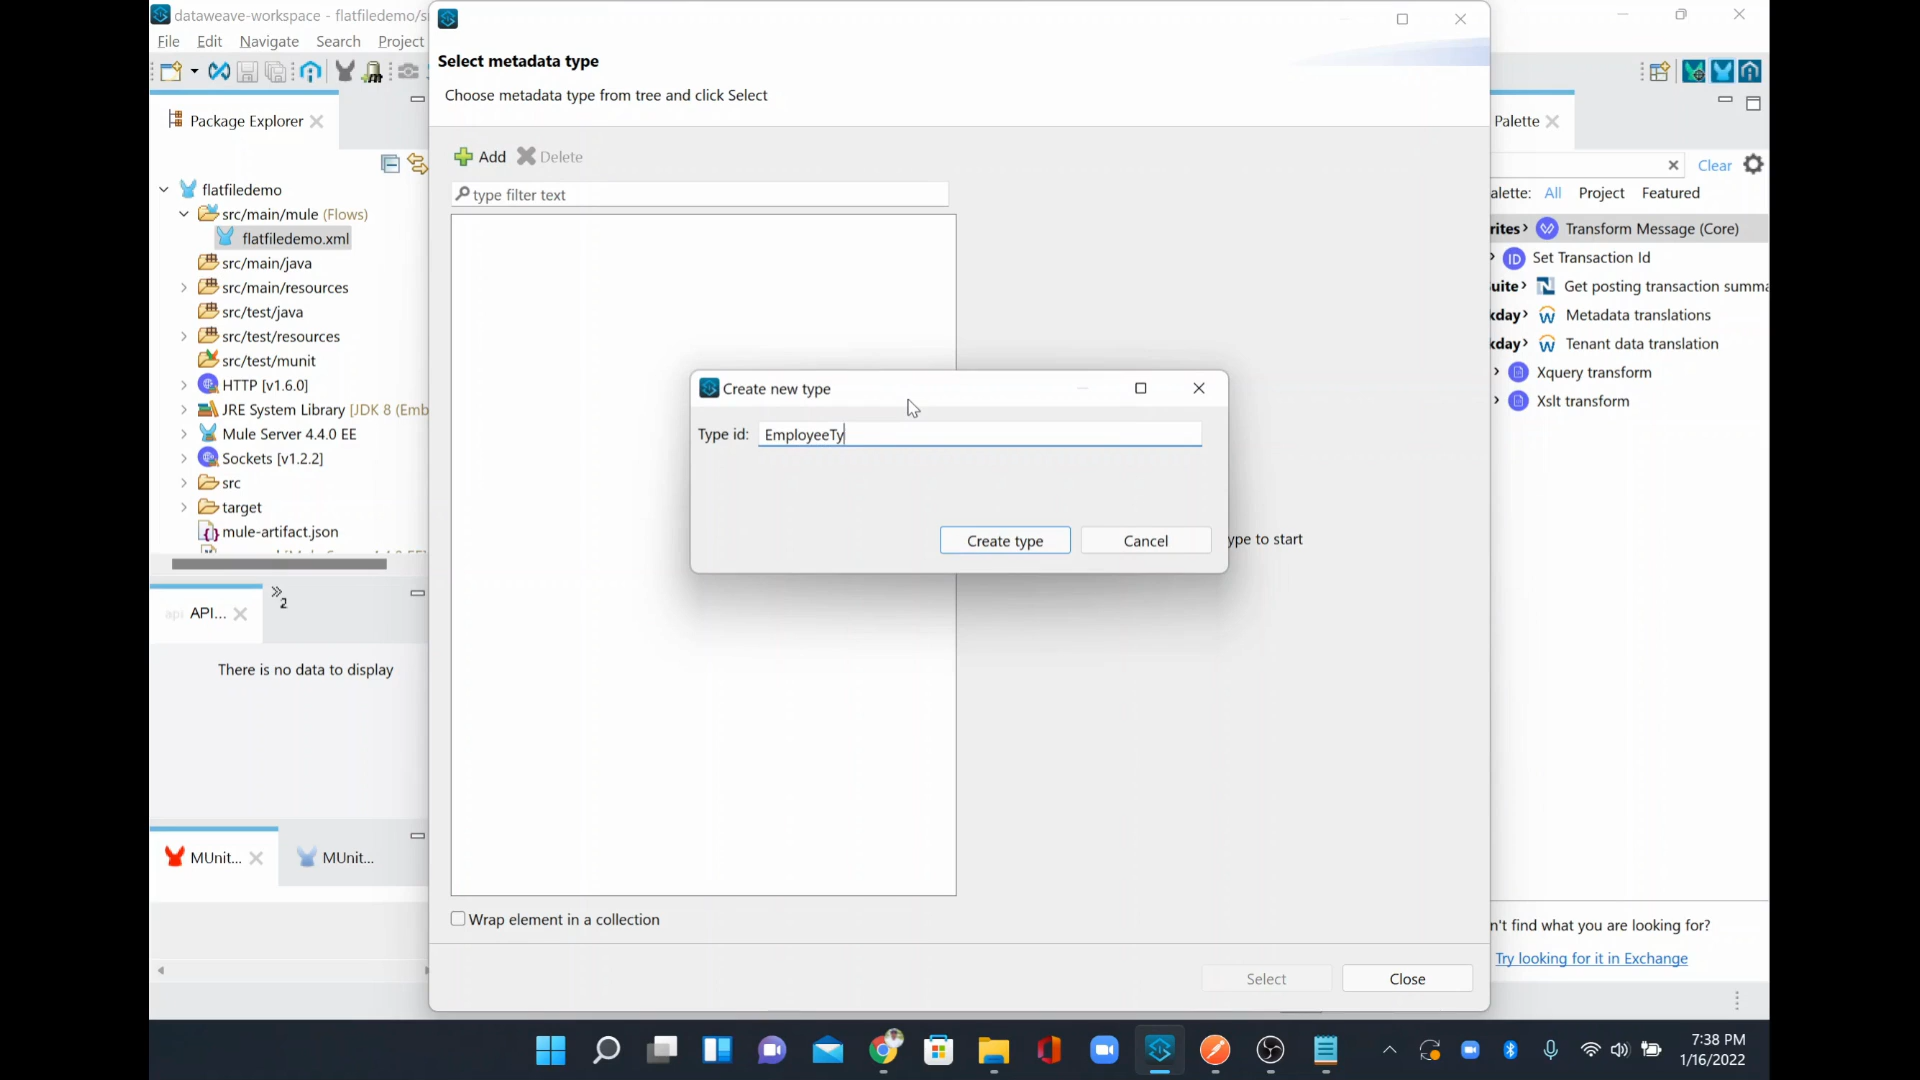 dataweave-workspace - flatfiledemo/s
File Edit Navigate Search Project
Package Explorer
flatfiledemo
src/main/mule (Flows)
flatfiledemo.xml
src/main/java
src/main/resources
src/test/java
src/test/resources
src/test/munit
HTTP [v1.6.0]
JRE System Library [JDK 8 (Emb
Mule Server 4.4.0 EE
Sockets [v1.2.2]
src
target
mule-artifact.json
api API...
2
There is no data to display
MUnit...
MUnit...
Select metadata type
Choose metadata type from tree and click Select
Add Delete
type filter text
Create new type
Type id: EmployeeTy
Create type Cancel
ype to start
Wrap element in a collection
Select Close
Palette
Clear
alette: All Project Featured
rites> Transform Message (Core)
Set Transaction Id
uite> Get posting transaction summa
kday> Metadata translations
kday> Tenant data translation
Xquery transform
Xslt transform
n't find what you are looking for?
Try looking for it in Exchange
7:38 PM
1/16/2022